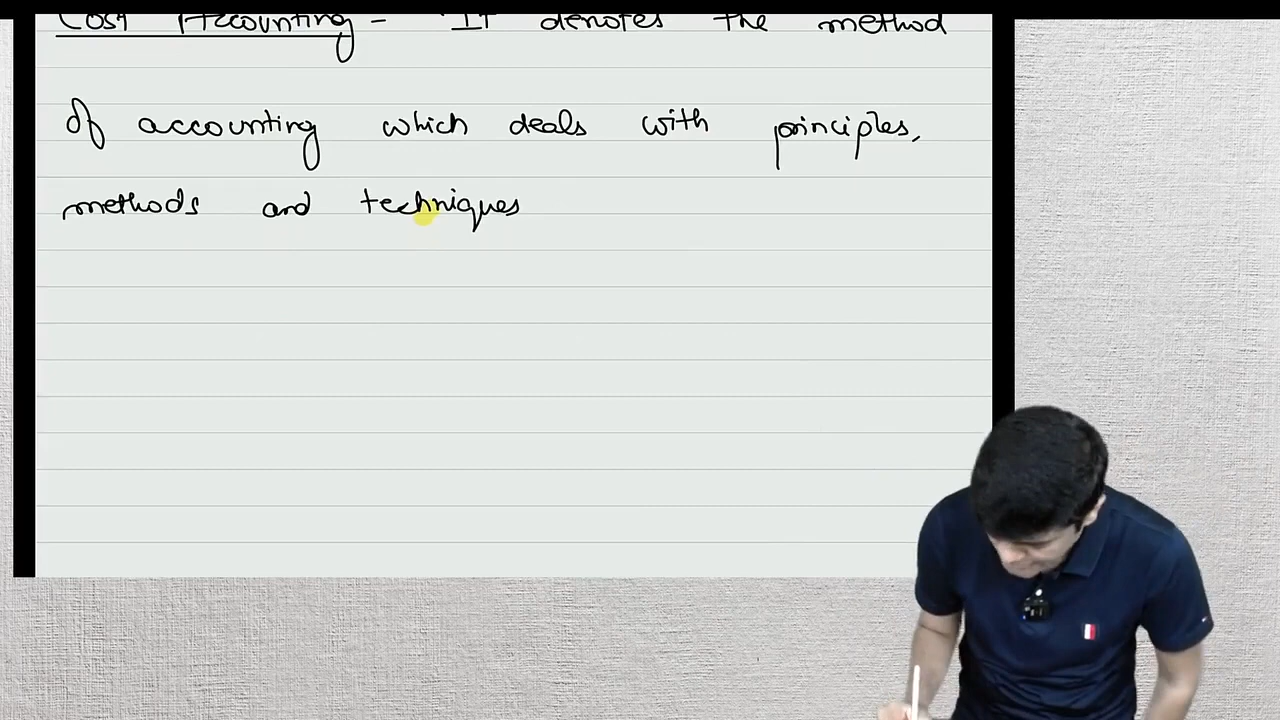 Cost Accounting - It denotes the method
of accounting which deals with principles,
methods and techniques